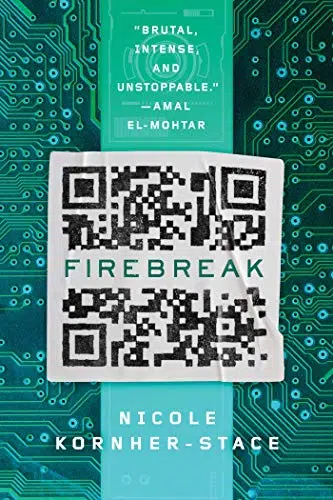 "BRUTAL,
INTENSE,
AND
UNSTOPPABLE."
—AMAL
EL-MOHTAR
FIREBREAK
NICOLE
KORNHER-STACE